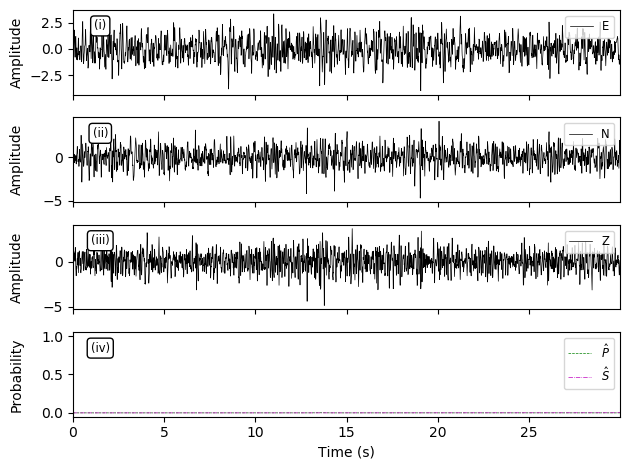 Amplitude
2.5
0.0
−2.5
(i)
E
Amplitude
0
−5
(ii)
N
Amplitude
0
−5
(iii)
Z
Probability
1.0
0.5
0.0
(iv)
P̂
Ŝ
0 5 10 15 20 25
Time (s)